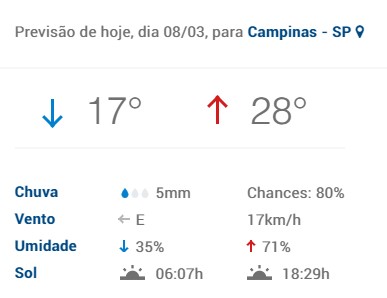 Previsão de hoje, dia 08/03, para Campinas - SP
17° 28°
Chuva 5mm Chances: 80%
Vento E 17km/h
Umidade 35% 71%
Sol 06:07h 18:29h